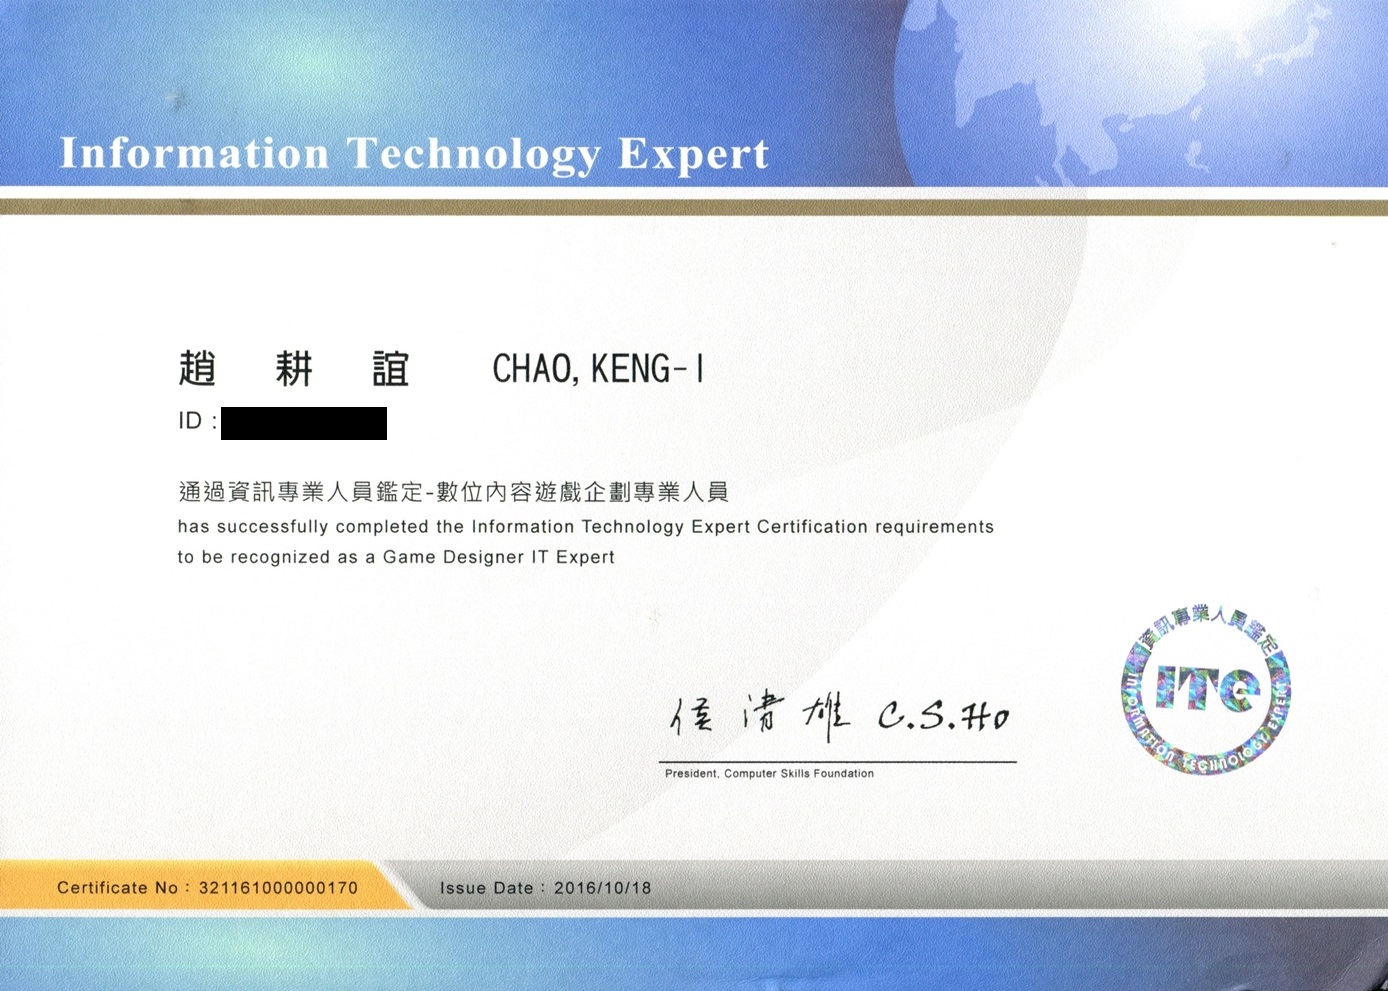 Information Technology Expert
趙 耕 誼 CHAO, KENG-I
ID :
通過資訊專業人員鑑定-數位內容遊戲企劃專業人員
has successfully completed the Information Technology Expert Certification requirements
to be recognized as a Game Designer IT Expert
資訊專業人員鑑定
ITe
INFORMATION TECHNOLOGY EXPERT
侯清雄 C.S.Ho
President, Computer Skills Foundation
Certificate No : 321161000000170 Issue Date : 2016/10/18